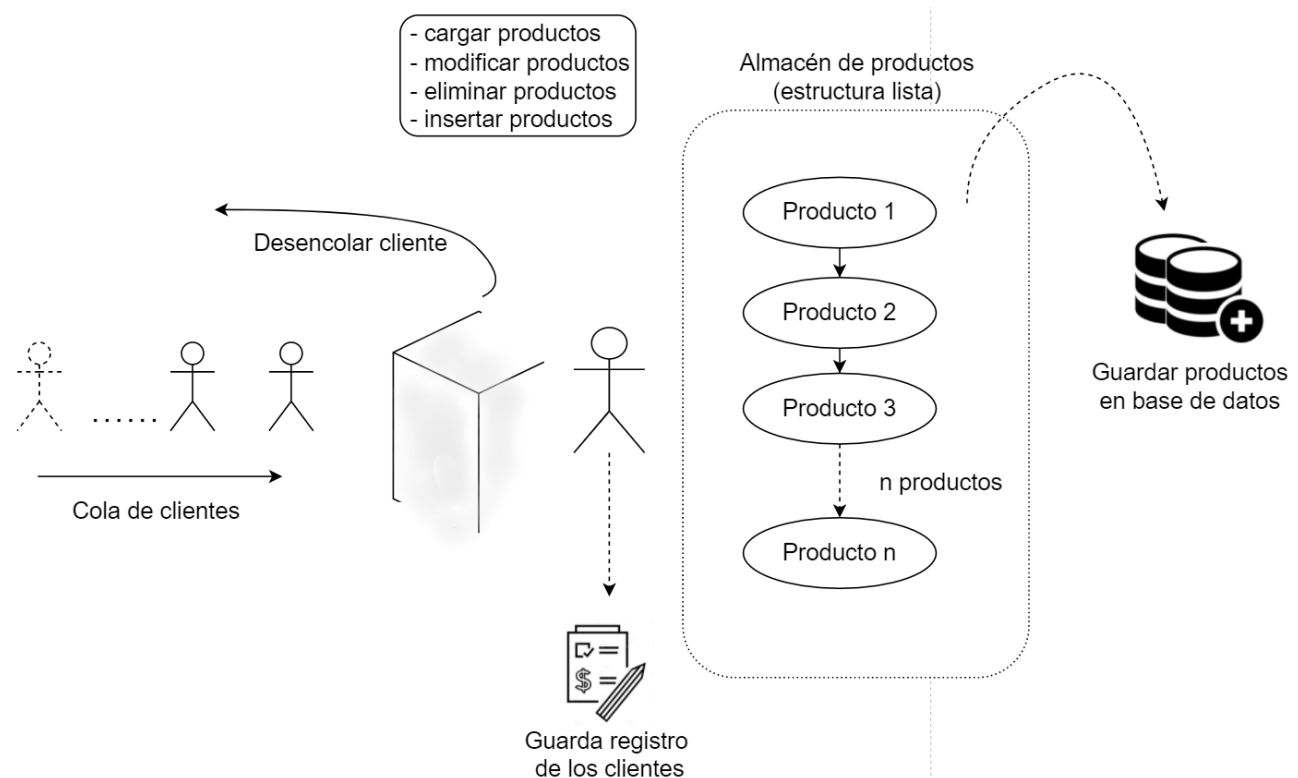 - cargar productos
- modificar productos
- eliminar productos
- insertar productos
Almacén de productos
(estructura lista)
Desencolar cliente
Producto 1
Producto 2
Producto 3
n productos
Producto n
Guardar productos
en base de datos
Cola de clientes
$
Guarda registro
de los clientes